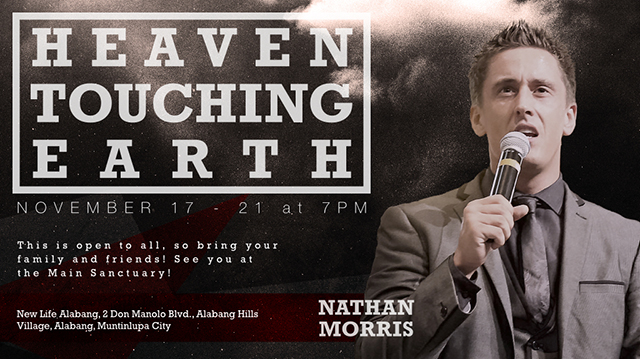 HEAVEN
TOUCHING
EARTH
NOVEMBER 17 - 21 at 7PM
This is open to all, so bring your
family and friends! See you at
the Main Sanctuary!
New Life Alabang, 2 Don Manolo Blvd., Alabang Hills
Village, Alabang, Muntinlupa City
NATHAN
MORRIS